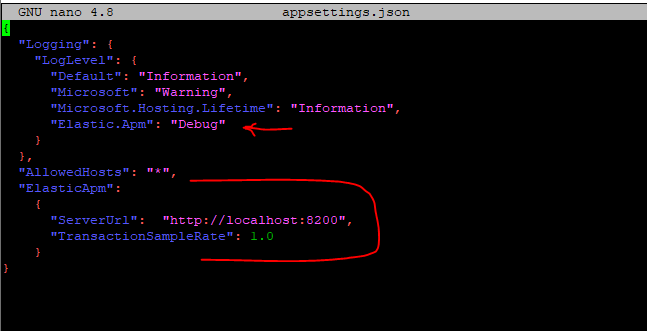 GNU nano 4.8 appsettings.json
{
"Logging": {
"LogLevel": {
"Default": "Information",
"Microsoft": "Warning",
"Microsoft.Hosting.Lifetime": "Information",
"Elastic.Apm": "Debug"
}
},
"AllowedHosts": "*",
"ElasticApm":
{
"ServerUrl":  "http://localhost:8200",
"TransactionSampleRate": 1.0
}
}